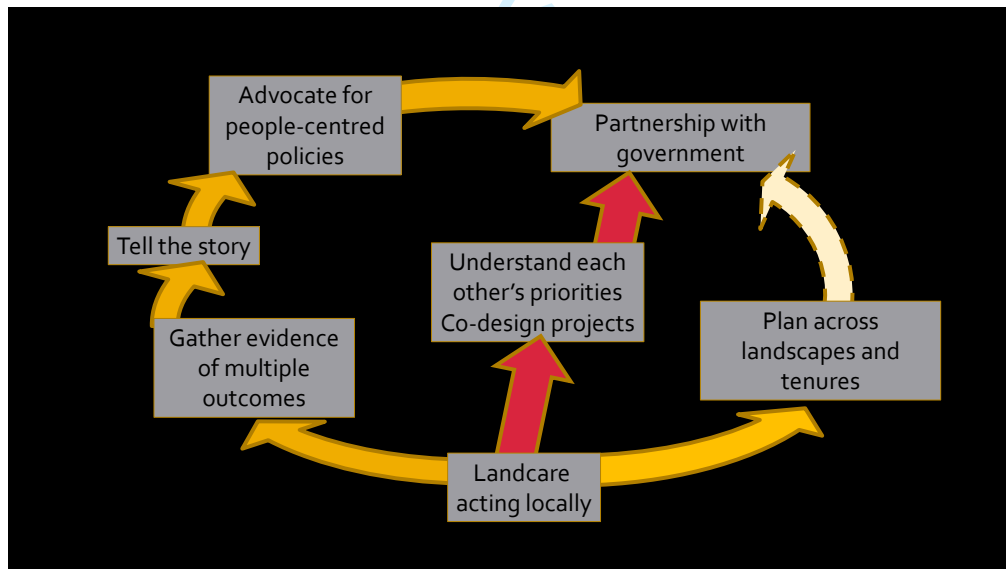 Advocate for
people-centred
policies
Partnership with
government
Tell the story
Understand each
other’s priorities
Co-design projects
Gather evidence
of multiple
outcomes
Plan across
landscapes and
tenures
Landcare
acting locally